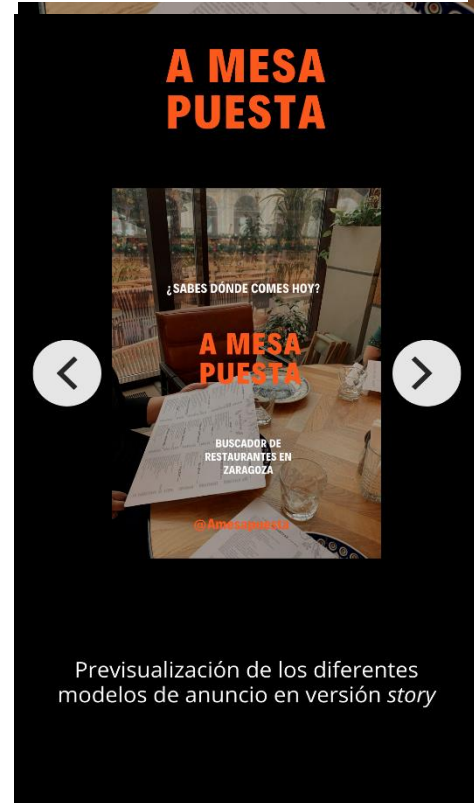 A MESA
PUESTA
¿SABES DÓNDE COMES HOY?
A MESA
PUESTA
BUSCADOR DE
RESTAURANTES EN
ZARAGOZA
@Amesapuesta
Previsualización de los diferentes
modelos de anuncio en versión story